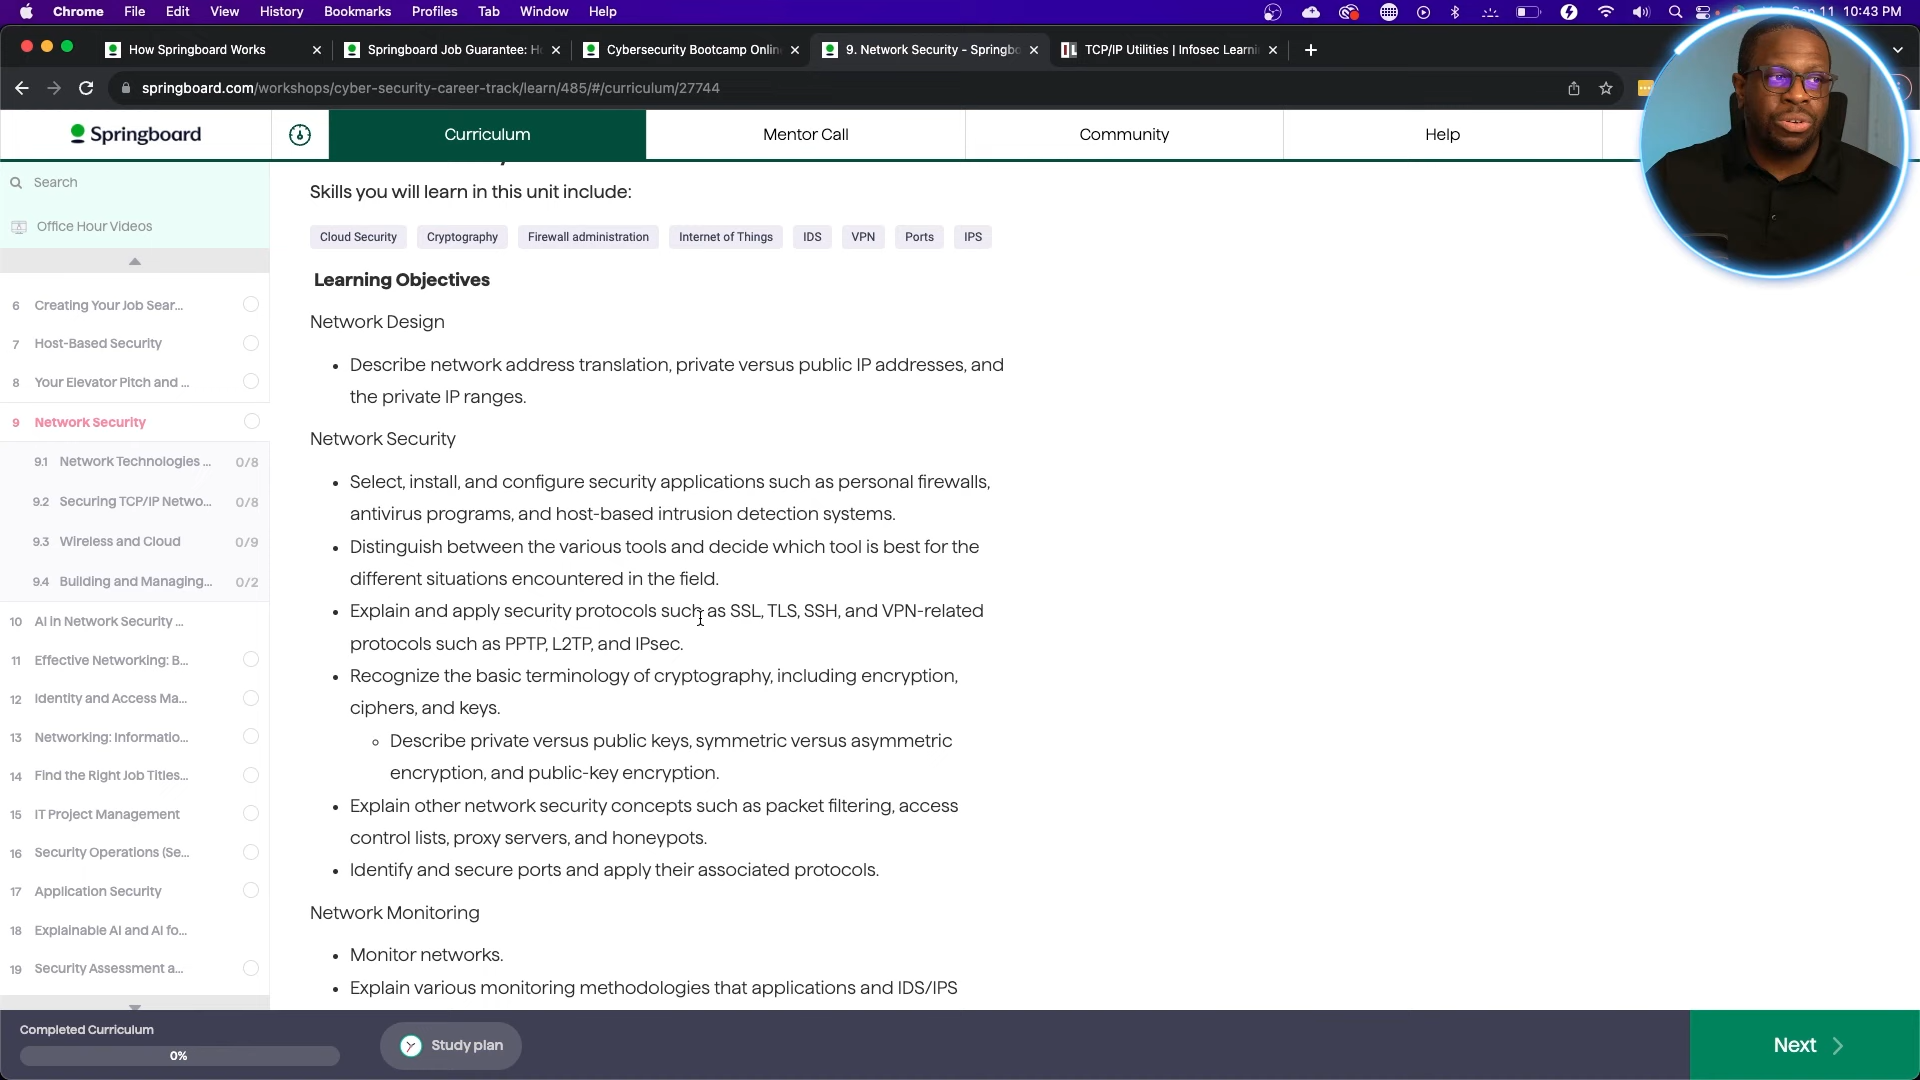 Chrome File Edit View History Bookmarks Profiles Tab Window Help
11 10:43 PM
How Springboard Works
Springboard Job Guarantee: H
Cybersecurity Bootcamp Onlin
9. Network Security - Springbo
TCP/IP Utilities | Infosec Learni
springboard.com/workshops/cyber-security-career-track/learn/485/#/curriculum/27744
Springboard
Curriculum
Mentor Call
Community
Help
Search
Office Hour Videos
6 Creating Your Job Sear...
7 Host-Based Security
8 Your Elevator Pitch and ...
9 Network Security
9.1 Network Technologies ... 0/8
9.2 Securing TCP/IP Netwo... 0/8
9.3 Wireless and Cloud 0/9
9.4 Building and Managing... 0/2
10 AI in Network Security ...
11 Effective Networking: B...
12 Identity and Access Ma...
13 Networking: Informatio...
14 Find the Right Job Titles...
15 IT Project Management
16 Security Operations (Se...
17 Application Security
18 Explainable AI and AI fo...
19 Security Assessment a...
Skills you will learn in this unit include:
Cloud Security Cryptography Firewall administration Internet of Things IDS VPN Ports IPS
Learning Objectives
Network Design
• Describe network address translation, private versus public IP addresses, and
the private IP ranges.
Network Security
• Select, install, and configure security applications such as personal firewalls,
antivirus programs, and host-based intrusion detection systems.
• Distinguish between the various tools and decide which tool is best for the
different situations encountered in the field.
• Explain and apply security protocols such as SSL, TLS, SSH, and VPN-related
protocols such as PPTP, L2TP, and IPsec.
• Recognize the basic terminology of cryptography, including encryption,
ciphers, and keys.
◦ Describe private versus public keys, symmetric versus asymmetric
encryption, and public-key encryption.
• Explain other network security concepts such as packet filtering, access
control lists, proxy servers, and honeypots.
• Identify and secure ports and apply their associated protocols.
Network Monitoring
• Monitor networks.
• Explain various monitoring methodologies that applications and IDS/IPS
Completed Curriculum
0%
Study plan
Next